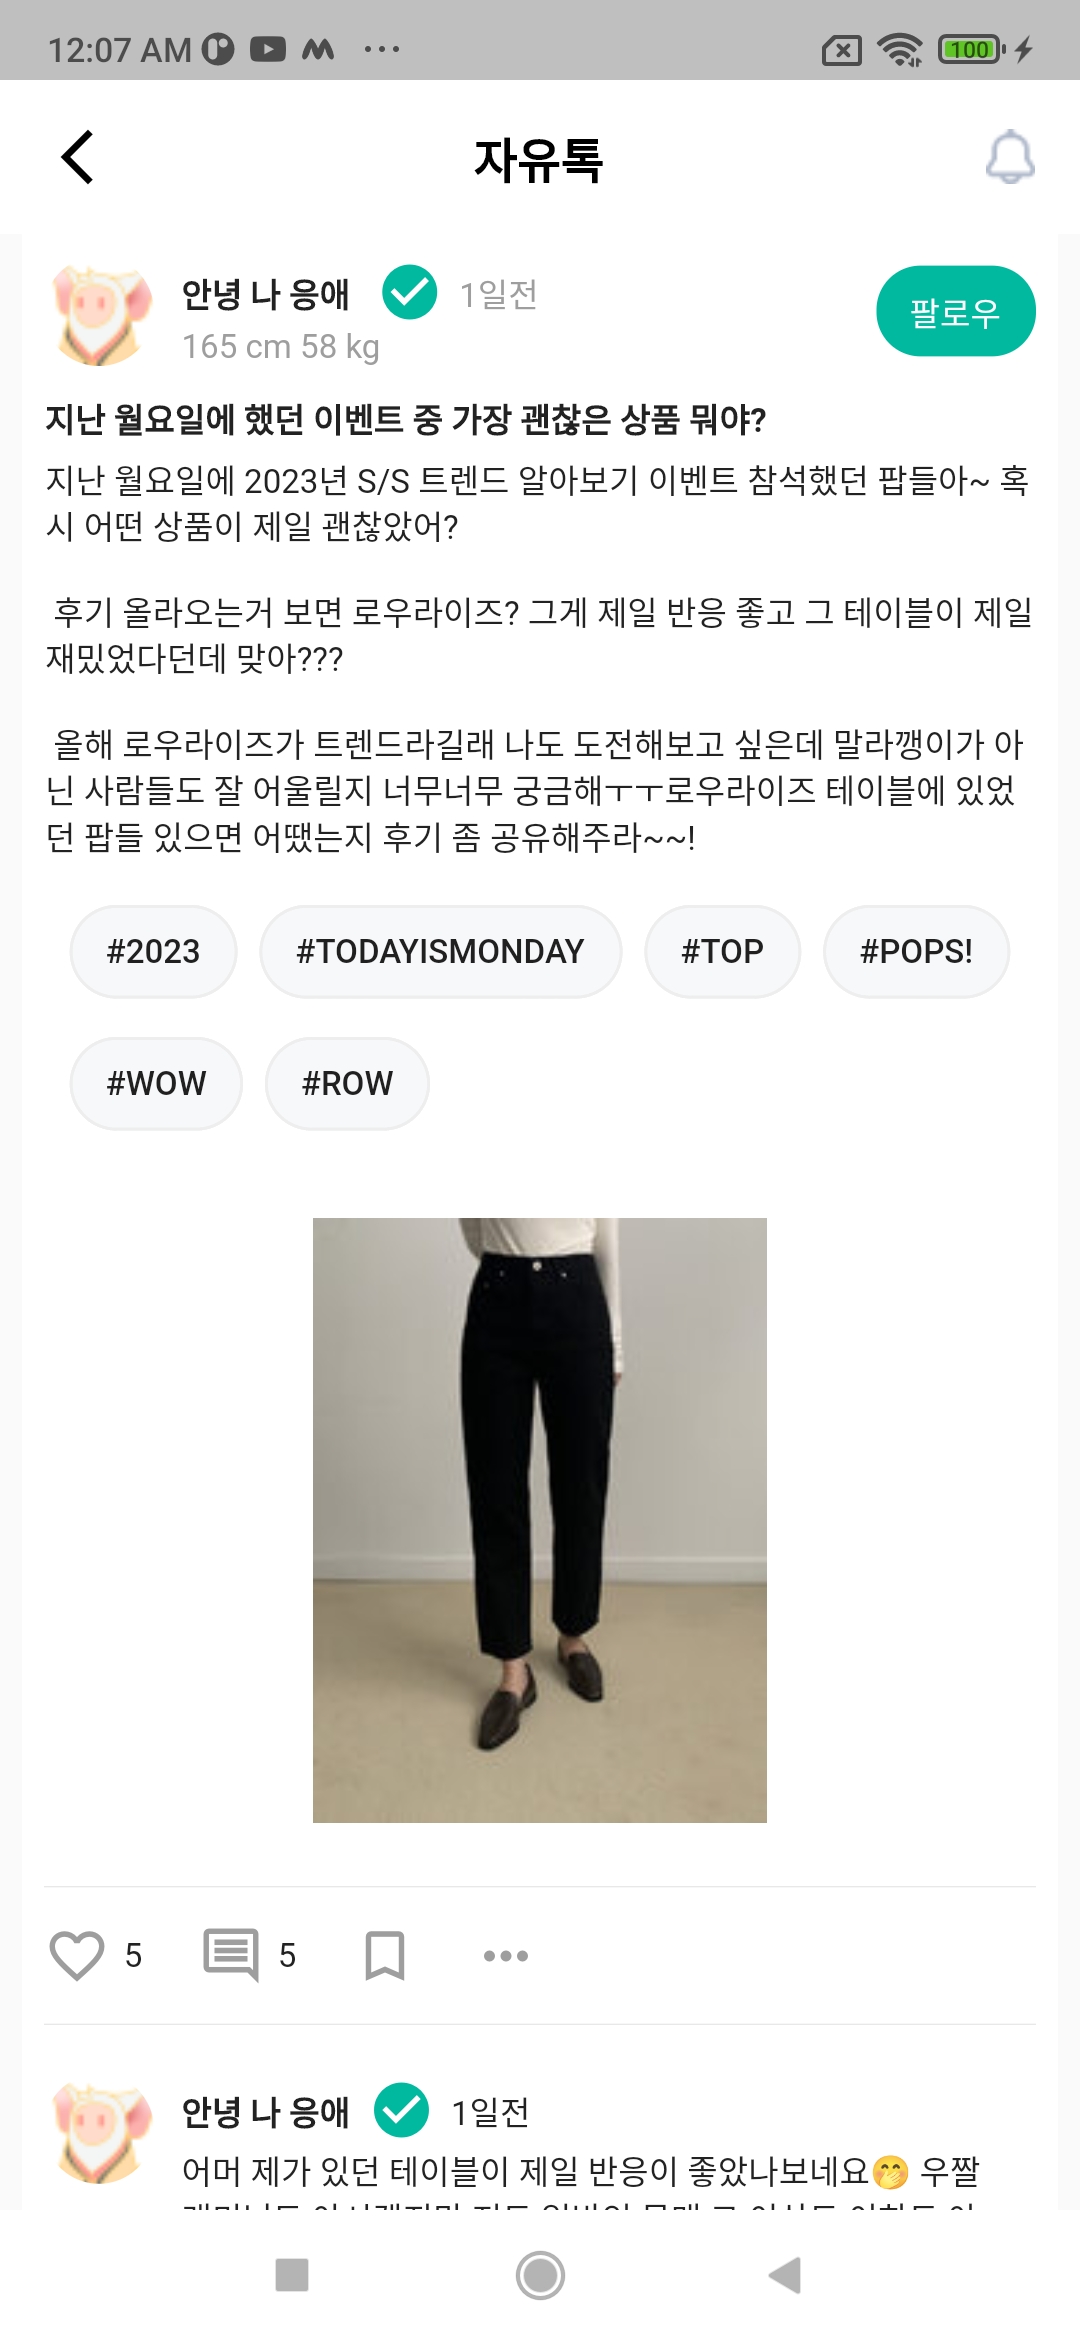 12:07 AM
100
자유톡
안녕 나 응애 1일전
팔로우
165 cm 58 kg
지난 월요일에 했던 이벤트 중 가장 괜찮은 상품 뭐야?
지난 월요일에 2023년 S/S 트렌드 알아보기 이벤트 참석했던 팝들아~ 혹
시 어떤 상품이 제일 괜찮았어?
후기 올라오는거 보면 로우라이즈? 그게 제일 반응 좋고 그 테이블이 제일
재밌었다던데 맞아???
올해 로우라이즈가 트렌드라길래 나도 도전해보고 싶은데 말라깽이가 아
닌 사람들도 잘 어울릴지 너무너무 궁금해ㅜㅜ로우라이즈 테이블에 있었
던 팝들 있으면 어땠는지 후기 좀 공유해주라~~!
#2023 #TODAYISMONDAY #TOP #POPS!
#WOW #ROW
5 5
안녕 나 응애 1일전
어머 제가 있던 테이블이 제일 반응이 좋았나보네요🤭 우짤